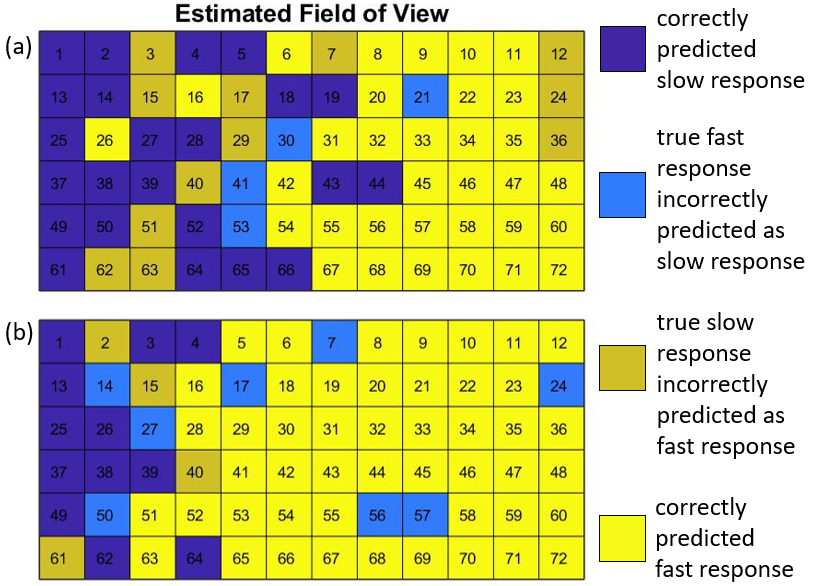 Estimated Field of View
(a)
1 2 3 4 5 6 7 8 9 10 11 12
13 14 15 16 17 18 19 20 21 22 23 24
25 26 27 28 29 30 31 32 33 34 35 36
37 38 39 40 41 42 43 44 45 46 47 48
49 50 51 52 53 54 55 56 57 58 59 60
61 62 63 64 65 66 67 68 69 70 71 72
(b)
1 2 3 4 5 6 7 8 9 10 11 12
13 14 15 16 17 18 19 20 21 22 23 24
25 26 27 28 29 30 31 32 33 34 35 36
37 38 39 40 41 42 43 44 45 46 47 48
49 50 51 52 53 54 55 56 57 58 59 60
61 62 63 64 65 66 67 68 69 70 71 72
correctly
predicted
slow response
true fast
response
incorrectly
predicted as
slow response
true slow
response
incorrectly
predicted as
fast response
correctly
predicted
fast response